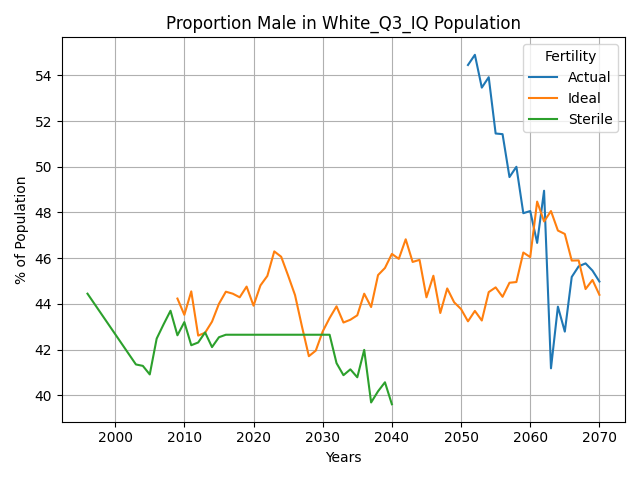 Proportion Male in White_Q3_IQ Population
% of Population
54
52
50
48
46
44
42
40
Fertility
Actual
Ideal
Sterile
2000 2010 2020 2030 2040 2050 2060 2070
Years